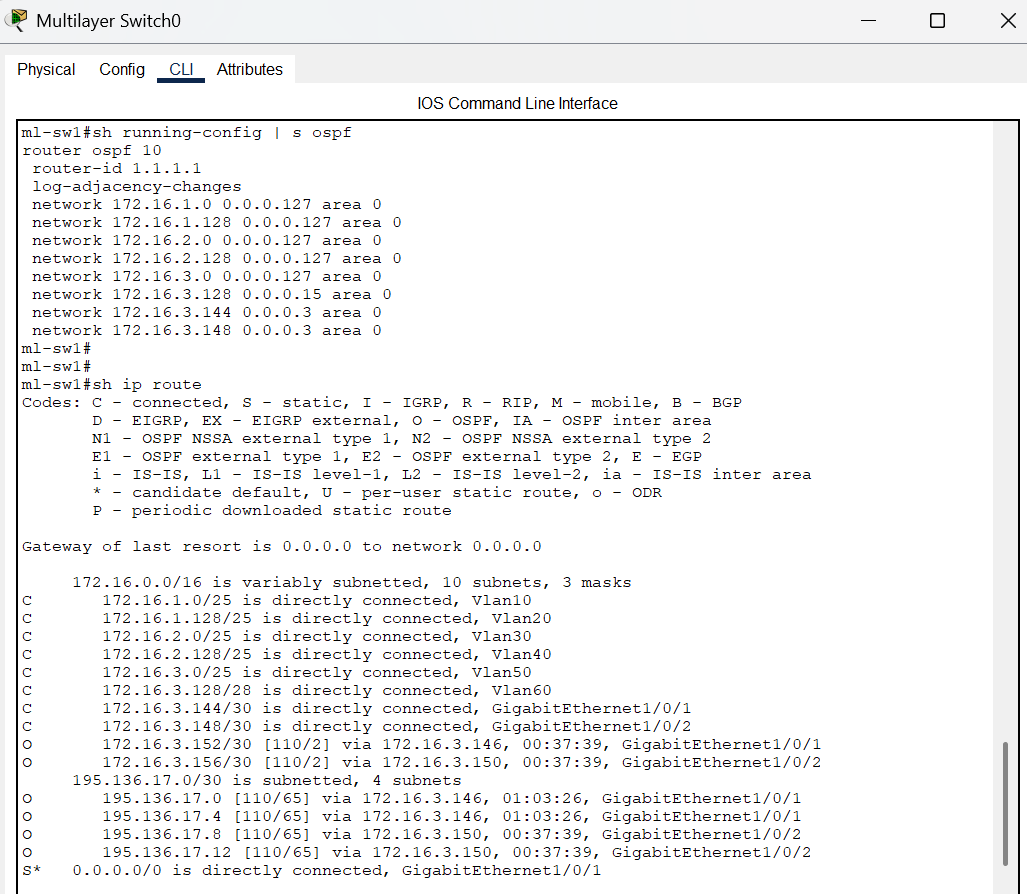 Multilayer Switch0
Physical Config CLI Attributes
IOS Command Line Interface
ml-sw1#sh running-config | s ospf
router ospf 10
 router-id 1.1.1.1
 log-adjacency-changes
 network 172.16.1.0 0.0.0.127 area 0
 network 172.16.1.128 0.0.0.127 area 0
 network 172.16.2.0 0.0.0.127 area 0
 network 172.16.2.128 0.0.0.127 area 0
 network 172.16.3.0 0.0.0.127 area 0
 network 172.16.3.128 0.0.0.15 area 0
 network 172.16.3.144 0.0.0.3 area 0
 network 172.16.3.148 0.0.0.3 area 0
ml-sw1#
ml-sw1#
ml-sw1#sh ip route
Codes: C - connected, S - static, I - IGRP, R - RIP, M - mobile, B - BGP
       D - EIGRP, EX - EIGRP external, O - OSPF, IA - OSPF inter area
       N1 - OSPF NSSA external type 1, N2 - OSPF NSSA external type 2
       E1 - OSPF external type 1, E2 - OSPF external type 2, E - EGP
       i - IS-IS, L1 - IS-IS level-1, L2 - IS-IS level-2, ia - IS-IS inter area
       * - candidate default, U - per-user static route, o - ODR
       P - periodic downloaded static route
Gateway of last resort is 0.0.0.0 to network 0.0.0.0
     172.16.0.0/16 is variably subnetted, 10 subnets, 3 masks
C       172.16.1.0/25 is directly connected, Vlan10
C       172.16.1.128/25 is directly connected, Vlan20
C       172.16.2.0/25 is directly connected, Vlan30
C       172.16.2.128/25 is directly connected, Vlan40
C       172.16.3.0/25 is directly connected, Vlan50
C       172.16.3.128/28 is directly connected, Vlan60
C       172.16.3.144/30 is directly connected, GigabitEthernet1/0/1
C       172.16.3.148/30 is directly connected, GigabitEthernet1/0/2
O       172.16.3.152/30 [110/2] via 172.16.3.146, 00:37:39, GigabitEthernet1/0/1
O       172.16.3.156/30 [110/2] via 172.16.3.150, 00:37:39, GigabitEthernet1/0/2
     195.136.17.0/30 is subnetted, 4 subnets
O       195.136.17.0 [110/65] via 172.16.3.146, 01:03:26, GigabitEthernet1/0/1
O       195.136.17.4 [110/65] via 172.16.3.146, 01:03:26, GigabitEthernet1/0/1
O       195.136.17.8 [110/65] via 172.16.3.150, 00:37:39, GigabitEthernet1/0/2
O       195.136.17.12 [110/65] via 172.16.3.150, 00:37:39, GigabitEthernet1/0/2
S*   0.0.0.0/0 is directly connected, GigabitEthernet1/0/1